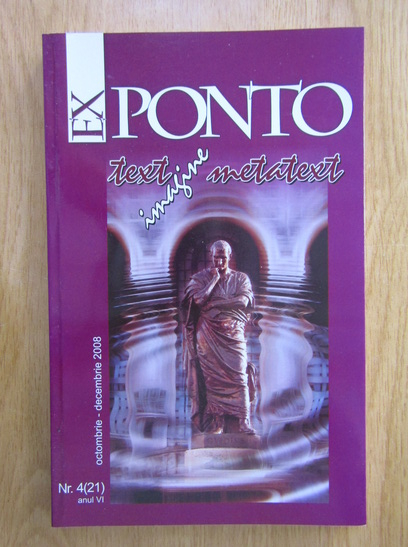 EX PONTO
text imagine metatext
octombrie - decembrie 2008
Nr. 4(21)
anul VI